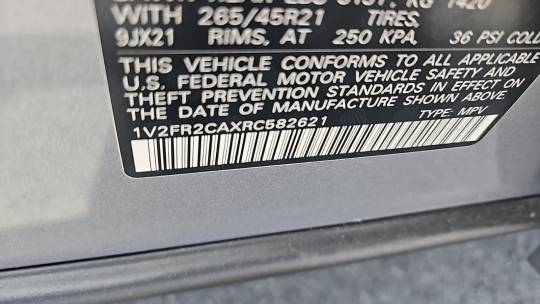 KG 1420
WITH 265/45R21 TIRES,
9JX21 RIMS, AT 250 KPA, 36 PSI COLD
THIS VEHICLE CONFORMS TO ALL APPLICABLE
U.S. FEDERAL MOTOR VEHICLE SAFETY AND
THEFT PREVENTION STANDARDS IN EFFECT ON
THE DATE OF MANUFACTURE SHOWN ABOVE
1V2FR2CAXRC582621 TYPE: MPV